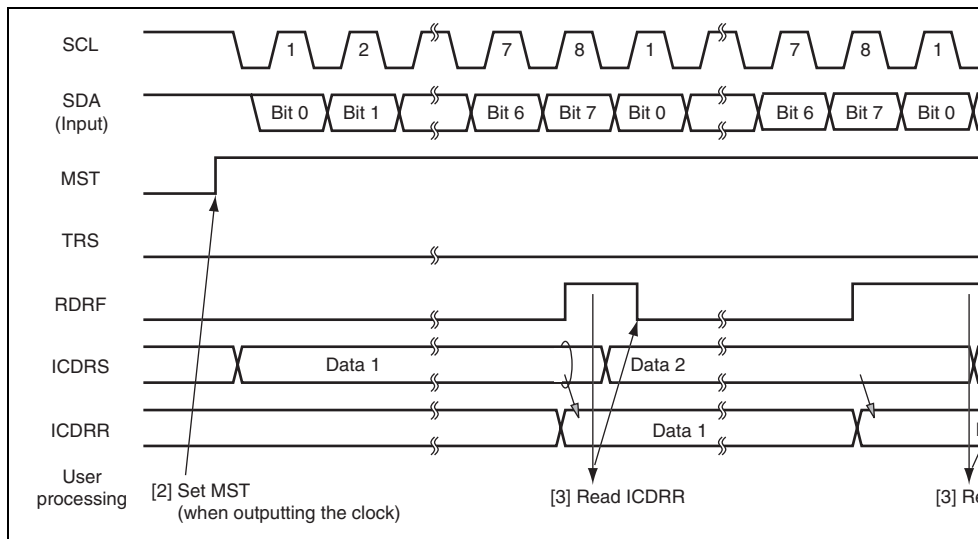 SCL 1 2 7 8 1 7 8 1
SDA
(Input) Bit 0 Bit 1 Bit 6 Bit 7 Bit 0 Bit 6 Bit 7 Bit 0
MST
TRS
RDRF
ICDRS Data 1 Data 2
ICDRR Data 1
User
processing
[2] Set MST
(when outputting the clock)
[3] Read ICDRR
[3] Re